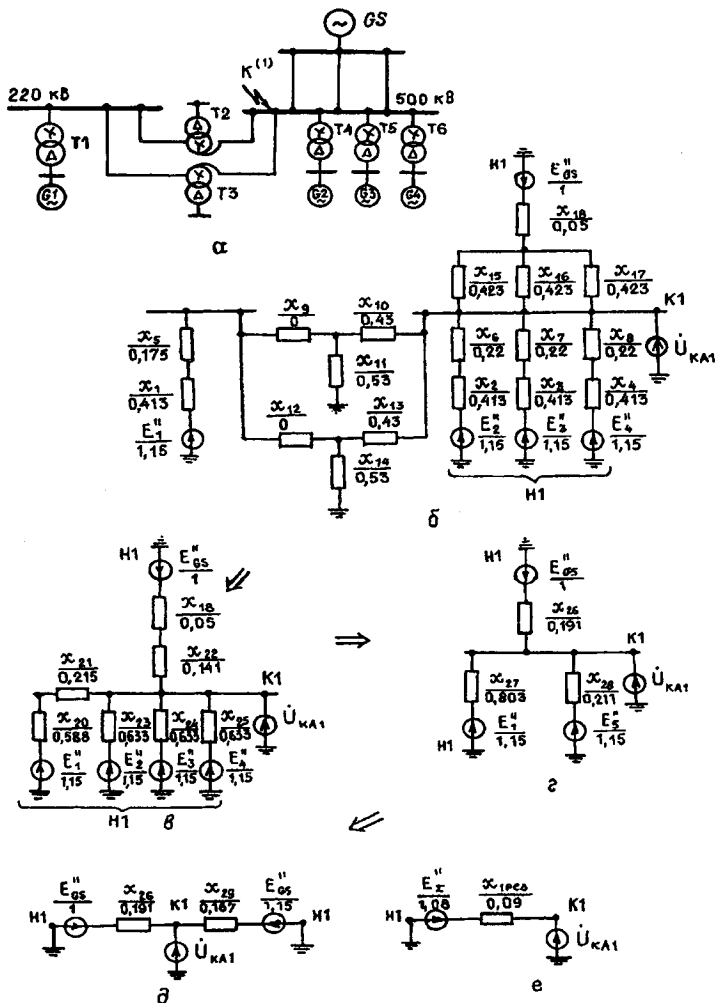 GS
K(1)
220 кВ
T2
500 кВ
T1
T4
T5
T6
T3
G1
G2
G3
G4
а
H1
E"GS
1
x18
0,05
x15
0,423
x16
0,423
x17
0,423
K1
x9
0
x10
0,43
x5
0,175
x6
0,22
x7
0,22
x8
0,22
U̇KA1
x11
0,53
x1
0,413
x2
0,413
x3
0,413
x4
0,413
x12
0
x13
0,43
E"1
1,15
E"2
1,15
E"3
1,15
E"4
1,15
x14
0,53
H1
б
H1
E"GS
1
x18
0,05
x21
0,215
x22
0,141
K1
x20
0,588
x23
0,633
x24
0,633
x25
0,633
U̇KA1
E"1
1,15
E"2
1,15
E"3
1,15
E"4
1,15
H1
в
H1
E"GS
1
x26
0,191
K1
x27
0,803
x28
0,211
U̇KA1
E"1
1,15
E"5
1,15
H1
г
E"GS
1
x26
0,191
K1
x29
0,167
E"GS
1,15
H1
H1
U̇KA1
д
E"Σ
1,08
x1рез
0,09
K1
H1
U̇KA1
е